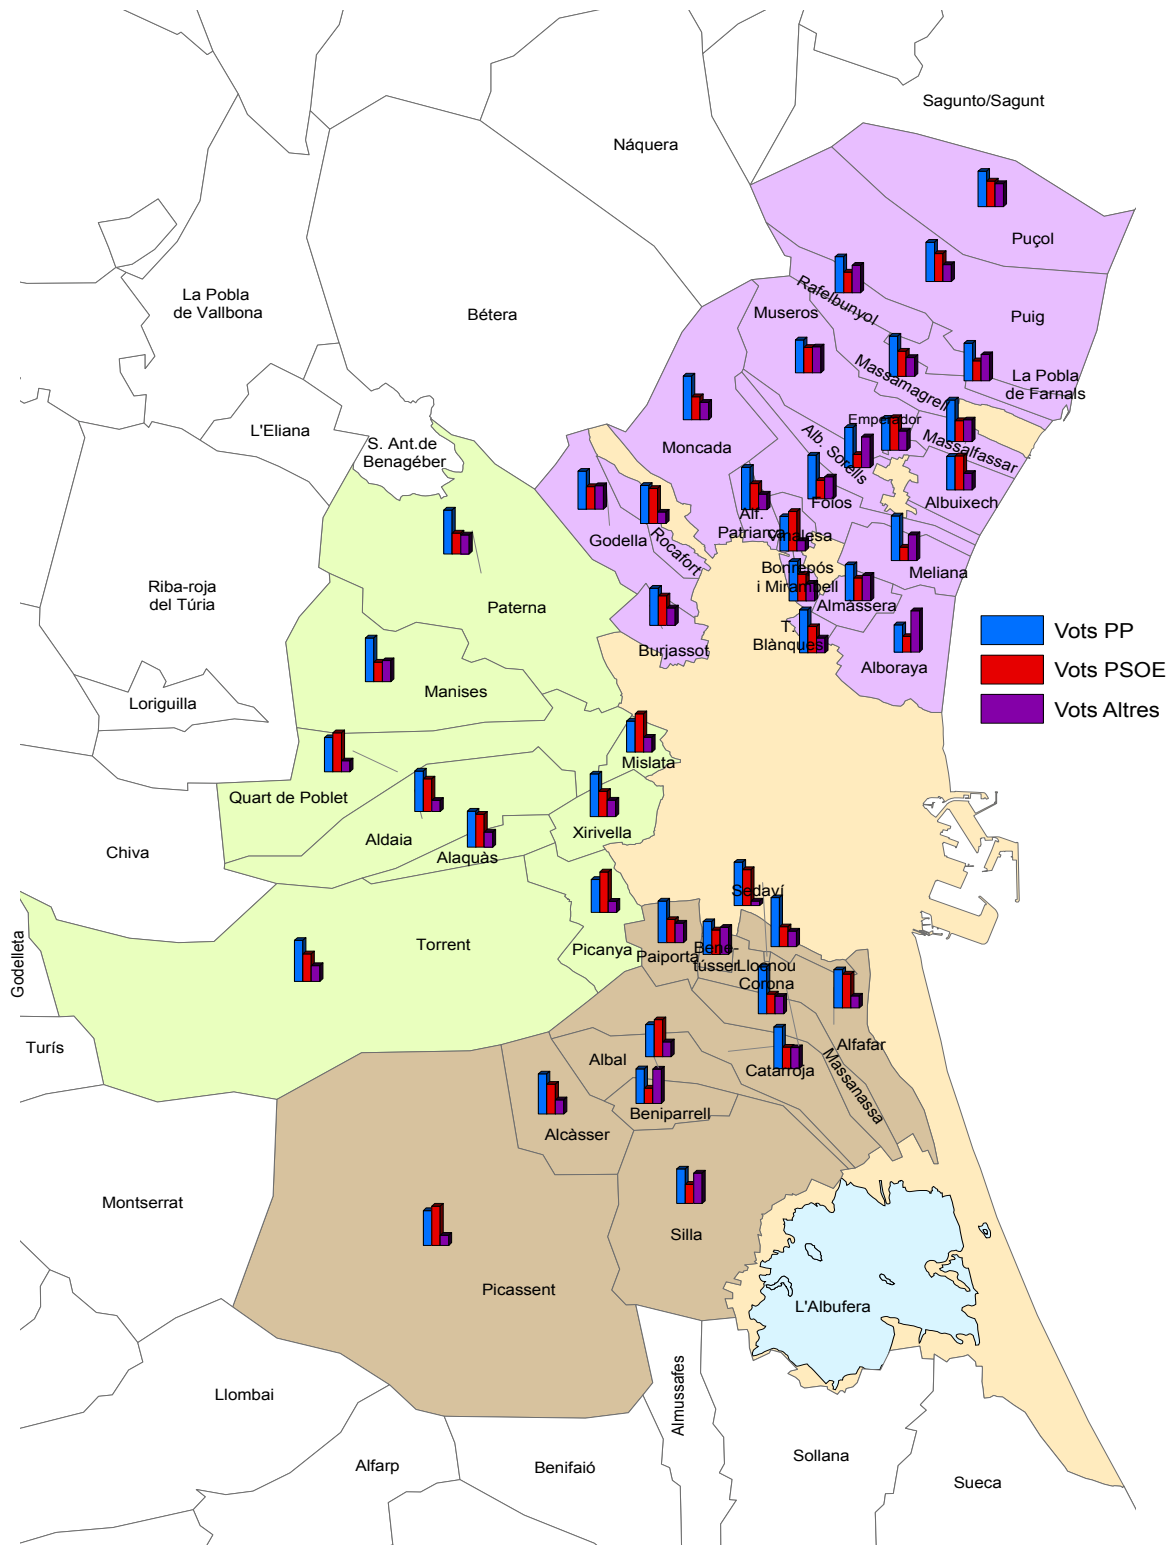 Sagunto/Sagunt
Náquera
Puçol
La Pobla
de Vallbona
Bétera
Rafelbunyol
Museros
Puig
Massamagrell
La Pobla
de Farnals
L'Eliana
S. Ant.de
Benagéber
Moncada
Emperador
Alb. Sorells
Massalfassar
Albuixech
Foios
Alf.
Patriarca
Vinalesa
Godella
Rocafort
Meliana
Bonrepós
i Mirambell
Almàssera
Riba-roja
del Túria
Paterna
T.
Blànques
Burjassot
Alboraya
Vots PP
Vots PSOE
Vots Altres
Manises
Loriguilla
Mislata
Quart de Poblet
Xirivella
Aldaia
Alaquàs
Chiva
Sedaví
Torrent
Picanya
Paiporta
Bene-
tússer
Llocnou
Corona
Godelleta
Turís
Alfafar
Albal
Catarroja
Massanassa
Beniparrell
Alcàsser
Montserrat
Silla
Picassent
L'Albufera
Llombai
Almussafes
Alfarp
Benifaió
Sollana
Sueca